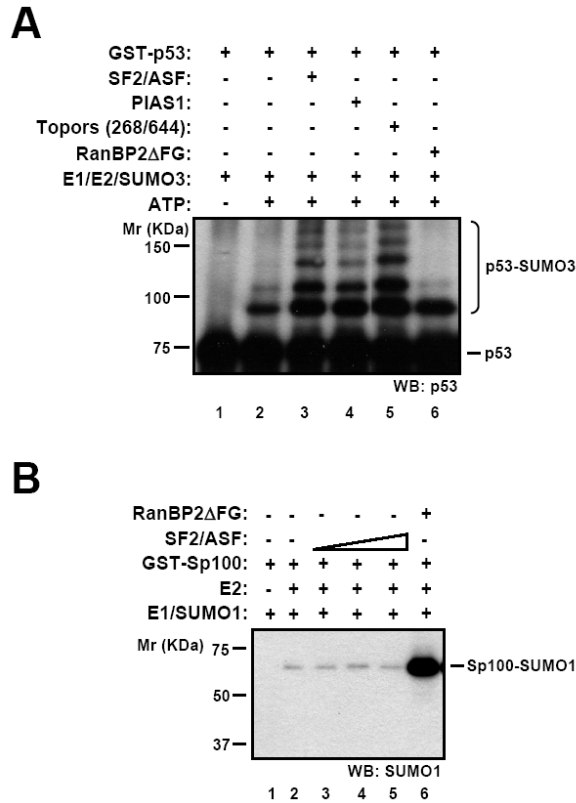 A
GST-p53: + + + + + +
SF2/ASF: - - + - - -
PIAS1: - - - + - -
Topors (268/644) - - - - + -
RanBP2ΔFG: - - - - - +
E1/E2/SUMO3: + + + + + +
ATP: - + + + + +
Mr (KDa)
150
100
75
p53-SUMO3
p53
WB: p53
1 2 3 4 5 6
B
RanBP2ΔFG: - - - - - +
SF2/ASF: - - -
GST-Sp100: + + + + + +
E2: - + + + + +
E1/SUMO1: + + + + + +
Mr (KDa)
75
50
37
Sp100-SUMO1
WB: SUMO1
1 2 3 4 5 6